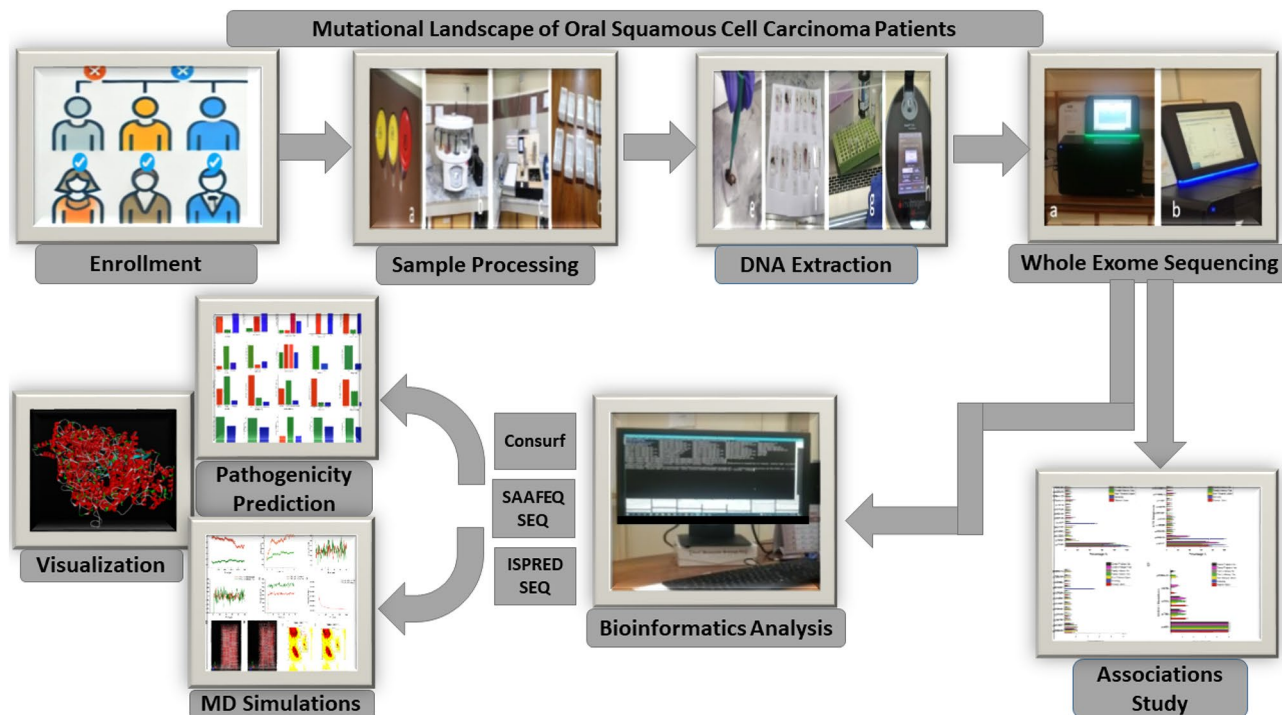 Mutational Landscape of Oral Squamous Cell Carcinoma Patients
Enrollment
a
Sample Processing
e f g
DNA Extraction
a b
Whole Exome Sequencing
Pathogenicity
Prediction
Visualization
MD Simulations
Consurf
SAAFEQ
SEQ
ISPRED
SEQ
Bioinformatics Analysis
Associations
Study